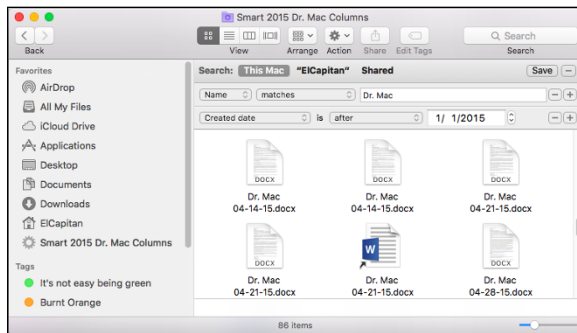 Smart 2015 Dr. Mac Columns
Back
View
Arrange
Action
Share
Edit Tags
Search
Search
Favorites
AirDrop
All My Files
iCloud Drive
Applications
Desktop
Documents
Downloads
ElCapitan
Smart 2015 Dr. Mac Columns
Tags
It's not easy being green
Burnt Orange
Search: This Mac "ElCapitan" Shared Save
Name matches Dr. Mac
Created date is after 1/ 1/2015
DOCX DOCX DOCX
Dr. Mac Dr. Mac Dr. Mac
04-14-15.docx 04-14-15.docx 04-21-15.docx
DOCX W DOCX
Dr. Mac Dr. Mac Dr. Mac
04-21-15.docx 04-21-15.docx 04-28-15.docx
86 items